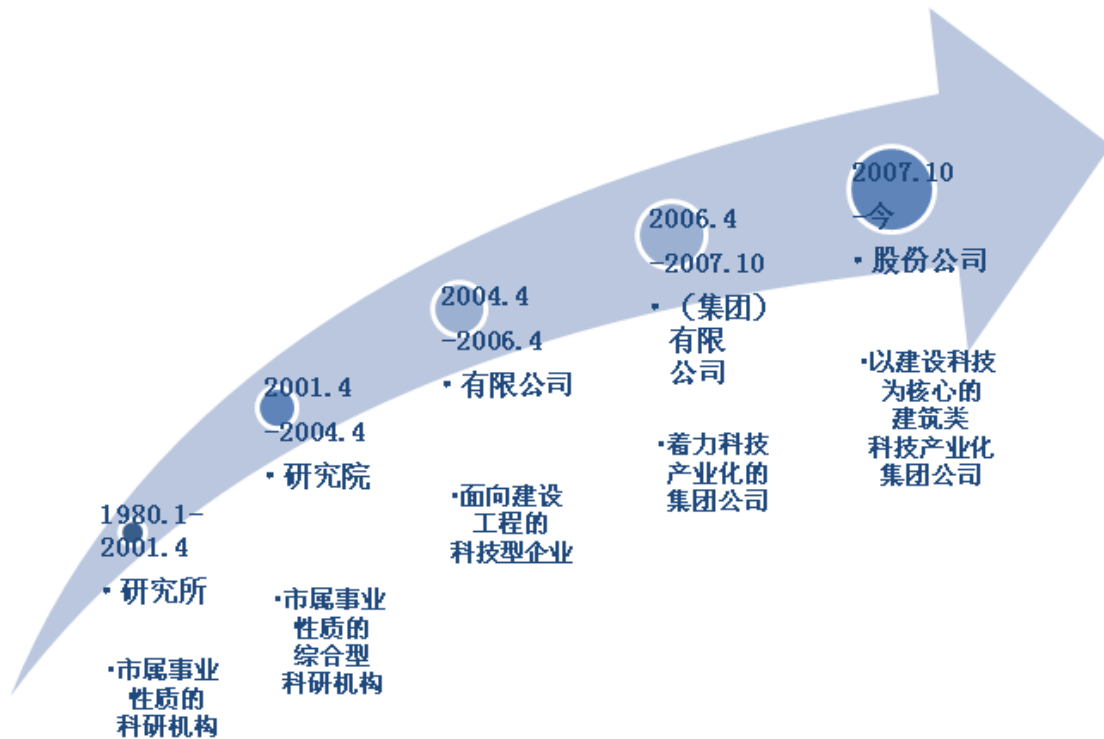 1980.1-
2001.4
·研究所
·市属事业
性质的
科研机构
2001.4
-2004.4
·研究院
·市属事业
性质的
综合型
科研机构
2004.4
-2006.4
·有限公司
·面向建设
工程的
科技型企业
2006.4
-2007.10
·（集团）
有限
公司
·着力科技
产业化的
集团公司
2007.10
-今
·股份公司
·以建设科技
为核心的
建筑类
科技产业化
集团公司